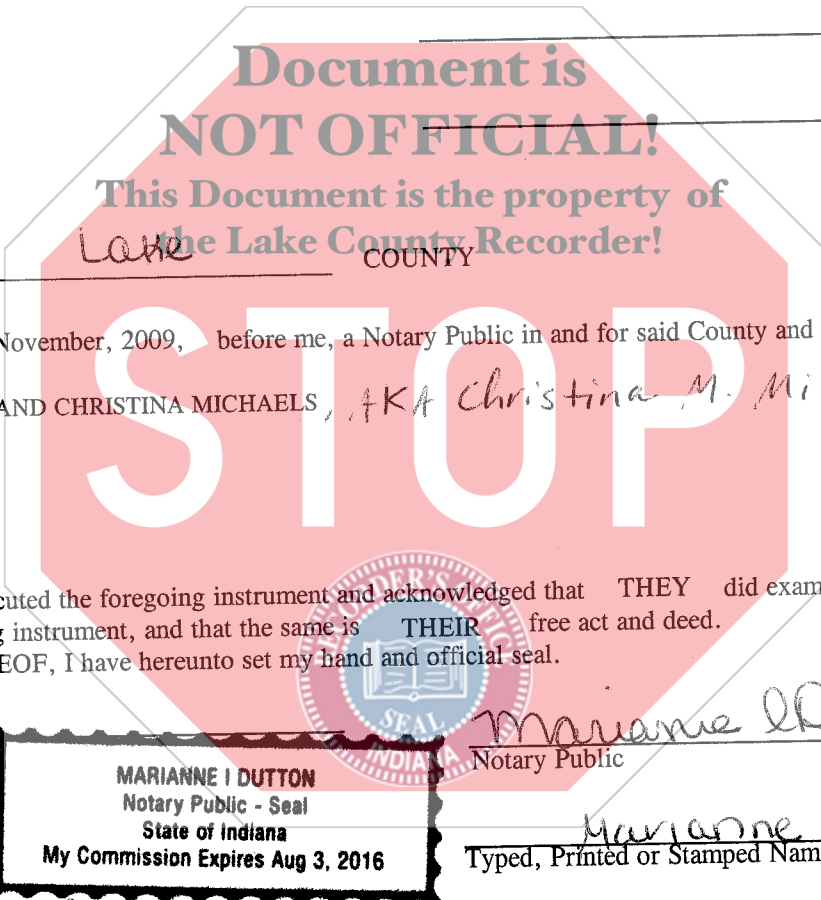 Document is
NOT OFFICIAL!
This Document is the property of
the Lake County Recorder!
Lake COUNTY
STOP
November, 2009, before me, a Notary Public in and for said County and
AND CHRISTINA MICHAELS, AKA Christina M. Mi
cuted the foregoing instrument and acknowledged that THEY did exam
g instrument, and that the same is THEIR free act and deed.
EOF, I have hereunto set my hand and official seal.
RECORDER'S OFFICE
SEAL
INDIANA
Marianne I D
Notary Public
MARIANNE I DUTTON
Notary Public - Seal
State of Indiana
My Commission Expires Aug 3, 2016
Marianne
Typed, Printed or Stamped Nam